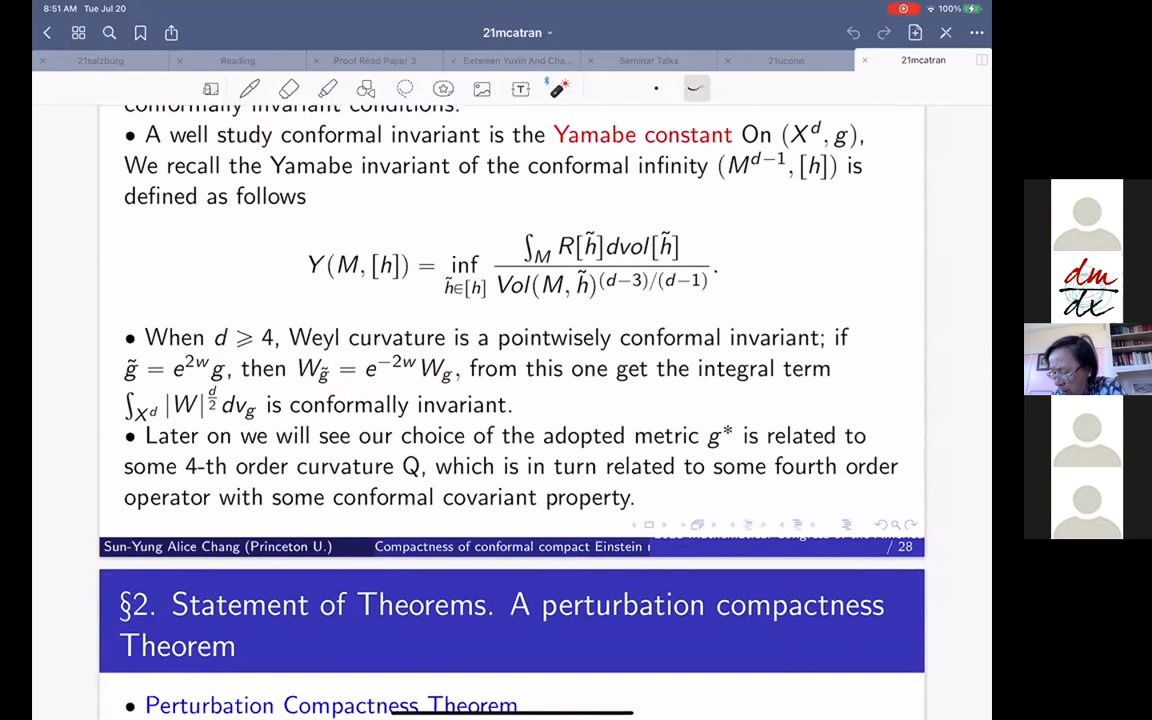 8:51 AM Tue Jul 20
100%
21mcatran
21salzburg
Reading
Proof Read Paper 3
Between Yuxin And Cha...
Seminar Talks
21uconn
21mcatran
conformally invariant conditions.
• A well study conformal invariant is the Yamabe constant On (X^d, g),
We recall the Yamabe invariant of the conformal infinity (M^{d−1}, [h]) is
defined as follows
Y(M, [h]) = inf_{h̃∈[h]} ∫_M R[h̃]dvol[h̃] / Vol(M, h̃)^{(d−3)/(d−1)}.
• When d ⩾ 4, Weyl curvature is a pointwisely conformal invariant; if
g̃ = e^{2w}g, then W_g̃ = e^{−2w}W_g, from this one get the integral term
∫_{X^d} |W|^{d/2} dv_g is conformally invariant.
• Later on we will see our choice of the adopted metric g* is related to
some 4-th order curvature Q, which is in turn related to some fourth order
operator with some conformal covariant property.
Sun-Yung Alice Chang (Princeton U.) Compactness of conformal compact Einstein
/ 28
§2. Statement of Theorems. A perturbation compactness
Theorem
• Perturbation Compactness Theorem
dm
dx